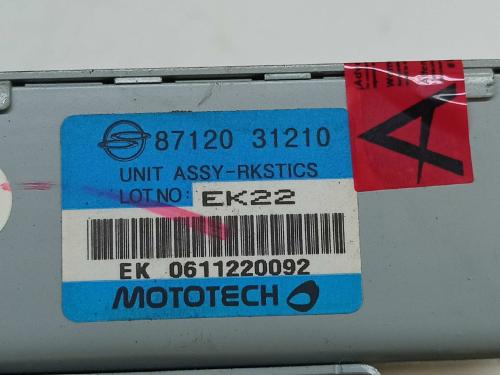 87120 31210
UNIT ASSY-RKSTICS
LOT NO: EK22
EK 0611220092
MOTOTECH
A